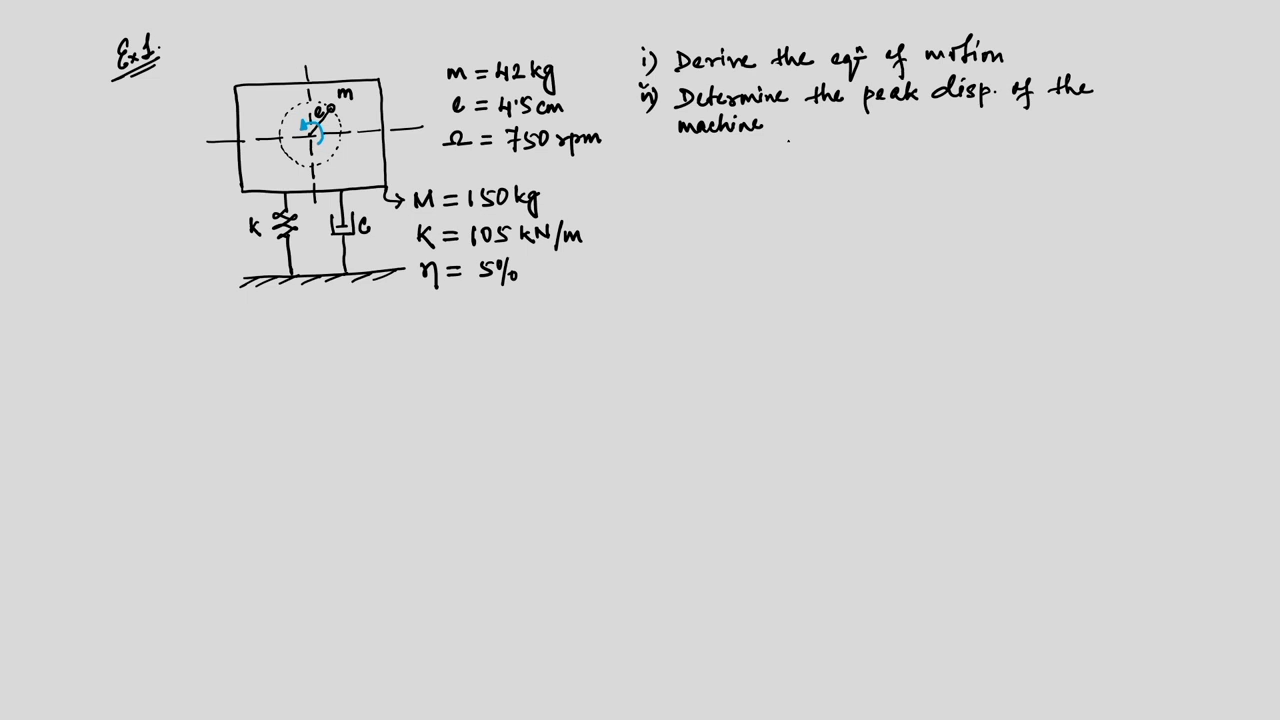 Ex 1.
m
e
K
C
m = 42 kg
e = 4.5 cm
Ω = 750 rpm
M = 150 kg
K = 105 kN/m
η = 5%
i) Derive the eqⁿ of motion
ii) Determine the peak disp. of the
machine